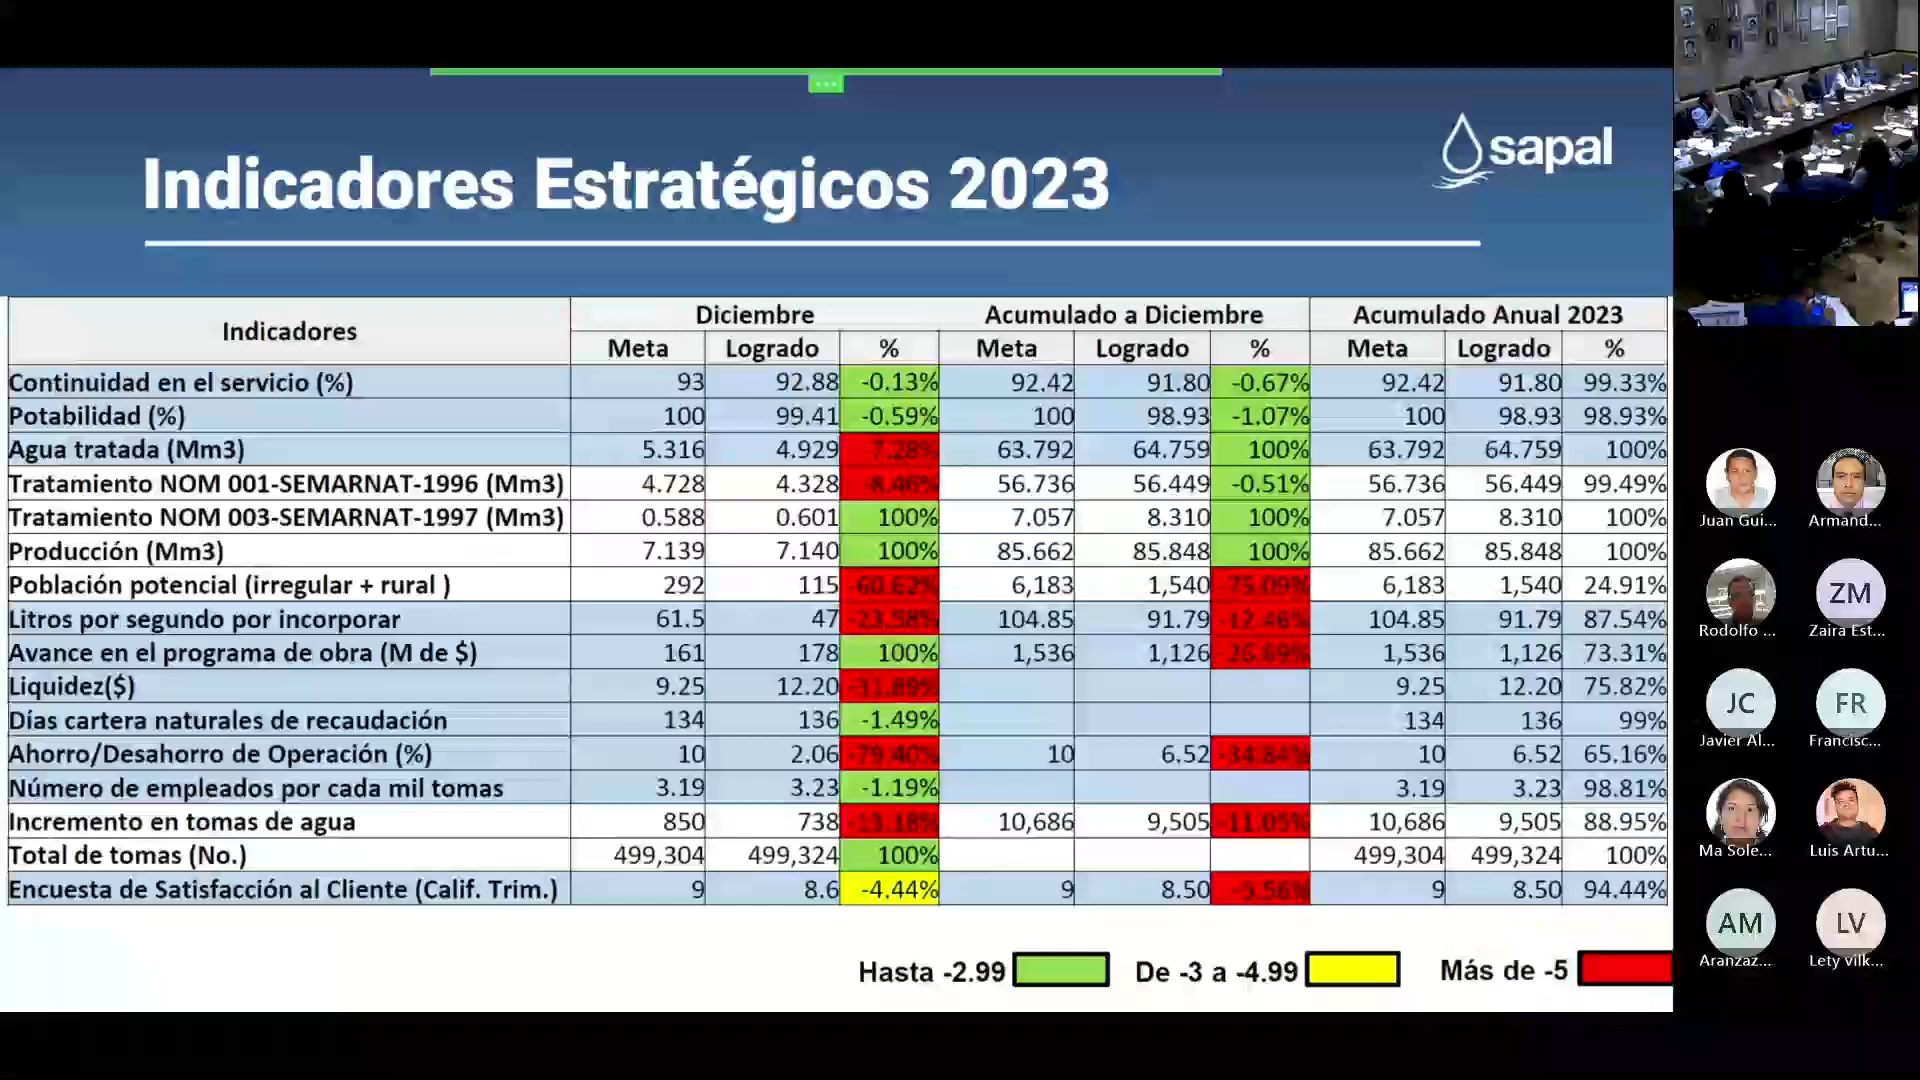 ...
sapal
Indicadores Estratégicos 2023
Indicadores Diciembre Acumulado a Diciembre Acumulado Anual 2023
Meta Logrado % Meta Logrado % Meta Logrado %
Continuidad en el servicio (%) 93 92.88 -0.13% 92.42 91.80 -0.67% 92.42 91.80 99.33%
Potabilidad (%) 100 99.41 -0.59% 100 98.93 -1.07% 100 98.93 98.93%
Agua tratada (Mm3) 5.316 4.929 -7.28% 63.792 64.759 100% 63.792 64.759 100%
Tratamiento NOM 001-SEMARNAT-1996 (Mm3) 4.728 4.328 -8.46% 56.736 56.449 -0.51% 56.736 56.449 99.49%
Tratamiento NOM 003-SEMARNAT-1997 (Mm3) 0.588 0.601 100% 7.057 8.310 100% 7.057 8.310 100%
Producción (Mm3) 7.139 7.140 100% 85.662 85.848 100% 85.662 85.848 100%
Población potencial (irregular + rural ) 292 115 -60.62% 6,183 1,540 -75.09% 6,183 1,540 24.91%
Litros por segundo por incorporar 61.5 47 -23.58% 104.85 91.79 -12.46% 104.85 91.79 87.54%
Avance en el programa de obra (M de $) 161 178 100% 1,536 1,126 -26.69% 1,536 1,126 73.31%
Liquidez($) 9.25 12.20 -31.89% 9.25 12.20 75.82%
Días cartera naturales de recaudación 134 136 -1.49% 134 136 99%
Ahorro/Desahorro de Operación (%) 10 2.06 -79.40% 10 6.52 -34.84% 10 6.52 65.16%
Número de empleados por cada mil tomas 3.19 3.23 -1.19% 3.19 3.23 98.81%
Incremento en tomas de agua 850 738 -13.18% 10,686 9,505 -11.05% 10,686 9,505 88.95%
Total de tomas (No.) 499,304 499,324 100% 499,304 499,324 100%
Encuesta de Satisfacción al Cliente (Calif. Trim.) 9 8.6 -4.44% 9 8.50 -5.56% 9 8.50 94.44%
Hasta -2.99 De -3 a -4.99 Más de -5
Juan Gui... Armand...
ZM
Rodolfo ... Zaira Est...
JC FR
Javier Al... Francisc...
Ma Sole... Luis Artu...
AM LV
Aranzaz... Lety vilk...